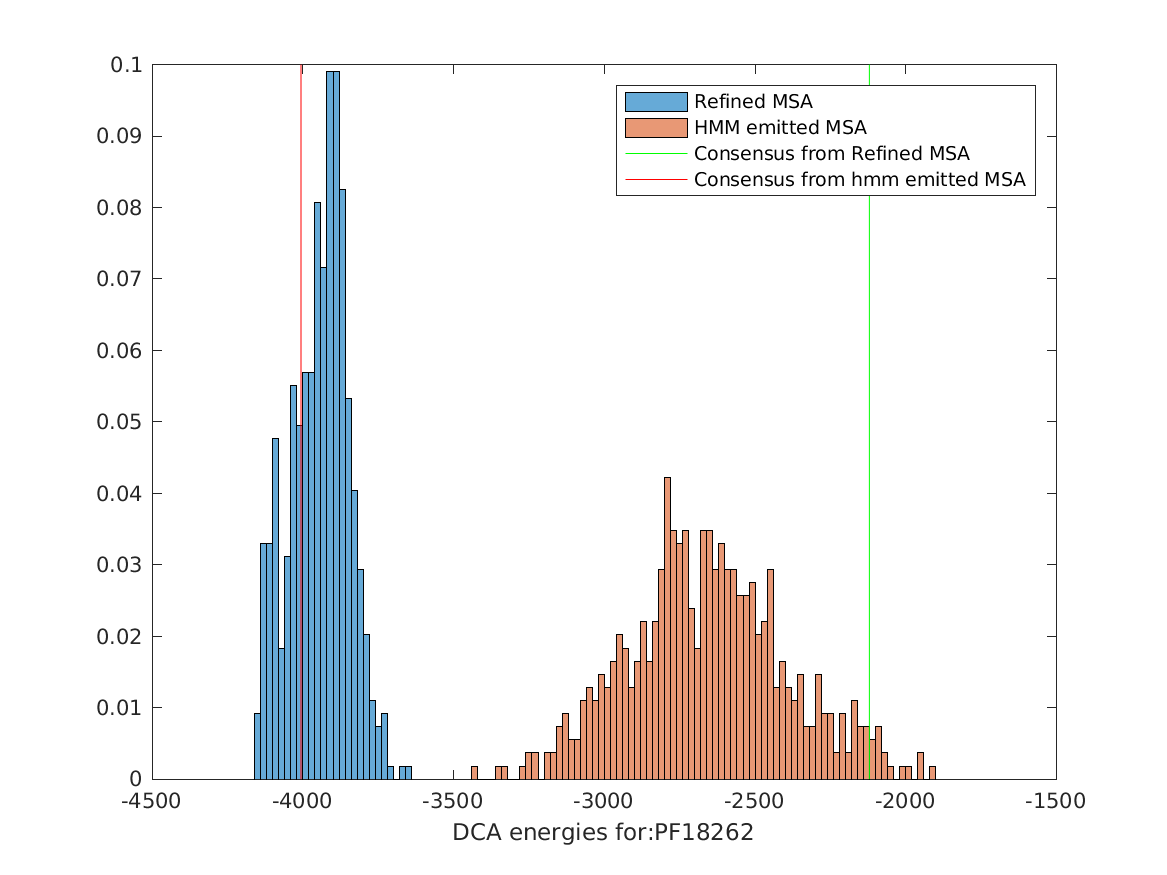 0.1
0.09
0.08
0.07
0.06
0.05
0.04
0.03
0.02
0.01
0
Refined MSA
HMM emitted MSA
Consensus from Refined MSA
Consensus from hmm emitted MSA
-4500 -4000 -3500 -3000 -2500 -2000 -1500
DCA energies for:PF18262